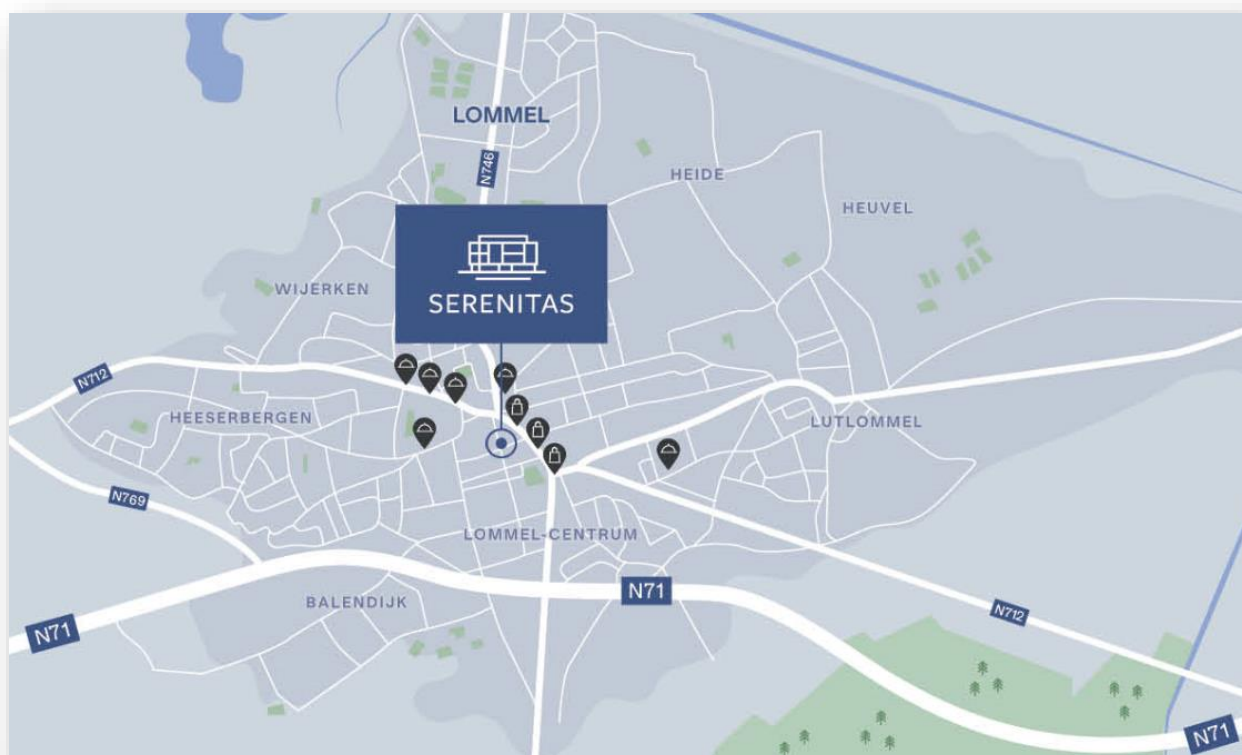 LOMMEL
N746
HEIDE
HEUVEL
SERENITAS
WIJERKEN
N712
HEESERBERGEN
LUTLOMMEL
N769
LOMMEL-CENTRUM
N71
BALENDIJK
N712
N71
N71